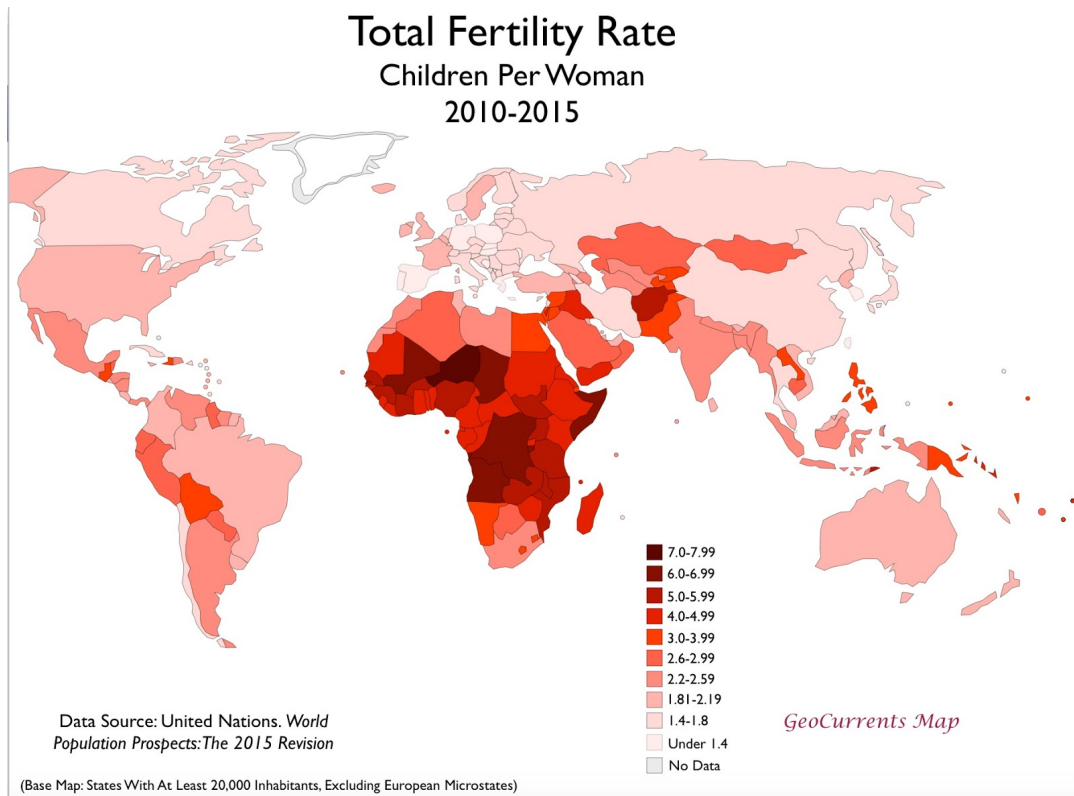 Total Fertility Rate
Children Per Woman
2010-2015
7.0-7.99
6.0-6.99
5.0-5.99
4.0-4.99
3.0-3.99
2.6-2.99
2.2-2.59
1.81-2.19
1.4-1.8
Under 1.4
No Data
Data Source: United Nations. World
Population Prospects:The 2015 Revision
GeoCurrents Map
(Base Map: States With At Least 20,000 Inhabitants, Excluding European Microstates)